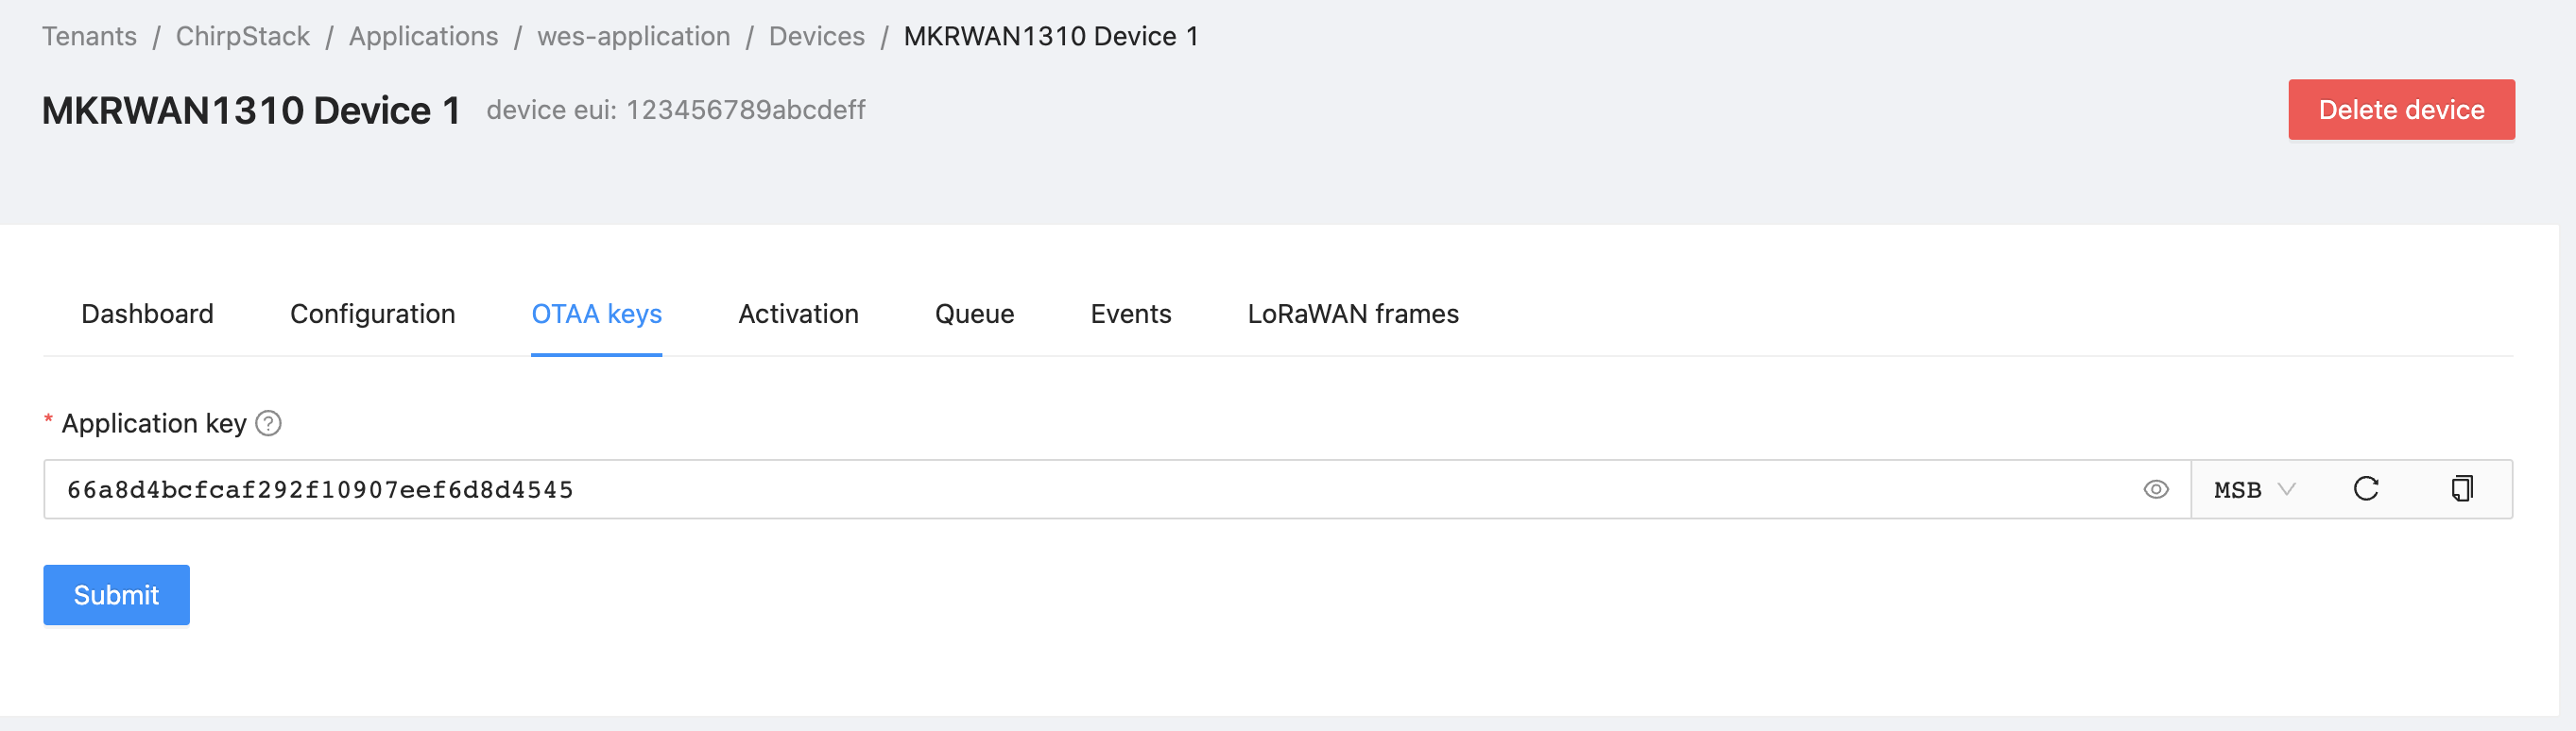 Tenants / ChirpStack / Applications / wes-application / Devices / MKRWAN1310 Device 1
MKRWAN1310 Device 1 device eui: 123456789abcdeff
Delete device
Dashboard Configuration OTAA keys Activation Queue Events LoRaWAN frames
* Application key ?
66a8d4bcfcaf292f10907eef6d8d4545 MSB
Submit